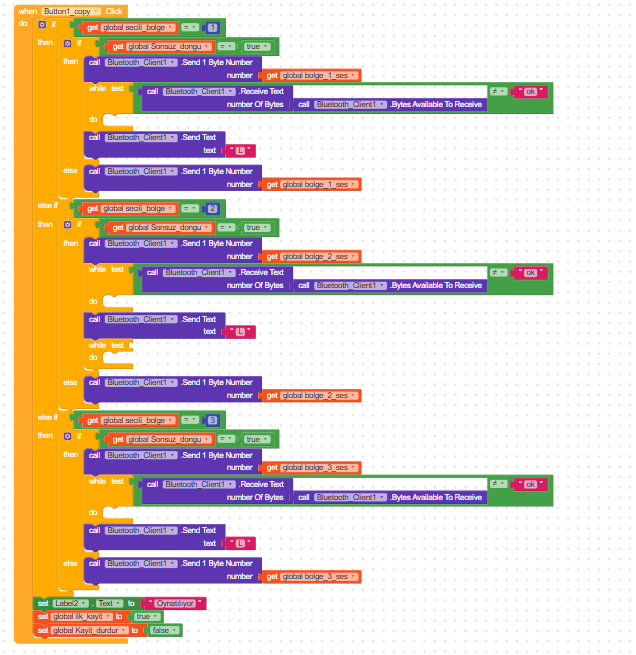 when Button1_copy .Click
do if get global secili_bolge = 1
then if get global Sonsuz_dongu = true
then call Bluetooth_Client1 .Send 1 Byte Number
number get global bolge_1_ses
while test call Bluetooth_Client1 .Receive Text ≠ "ok"
number Of Bytes call Bluetooth_Client1 .Bytes Available To Receive
do
call Bluetooth_Client1 .Send Text
text "L"
else call Bluetooth_Client1 .Send 1 Byte Number
number get global bolge_1_ses
else if get global secili_bolge = 2
then if get global Sonsuz_dongu = true
then call Bluetooth_Client1 .Send 1 Byte Number
number get global bolge_2_ses
while test call Bluetooth_Client1 .Receive Text ≠ "ok"
number Of Bytes call Bluetooth_Client1 .Bytes Available To Receive
do
call Bluetooth_Client1 .Send Text
text "L"
while test
do
else call Bluetooth_Client1 .Send 1 Byte Number
number get global bolge_2_ses
else if get global secili_bolge = 3
then if get global Sonsuz_dongu = true
then call Bluetooth_Client1 .Send 1 Byte Number
number get global bolge_3_ses
while test call Bluetooth_Client1 .Receive Text ≠ "ok"
number Of Bytes call Bluetooth_Client1 .Bytes Available To Receive
do
call Bluetooth_Client1 .Send Text
text "L"
else call Bluetooth_Client1 .Send 1 Byte Number
number get global bolge_3_ses
set Label2 . Text to "Oynatılıyor"
set global ilk_kayit to true
set global Kayit_durdur to false